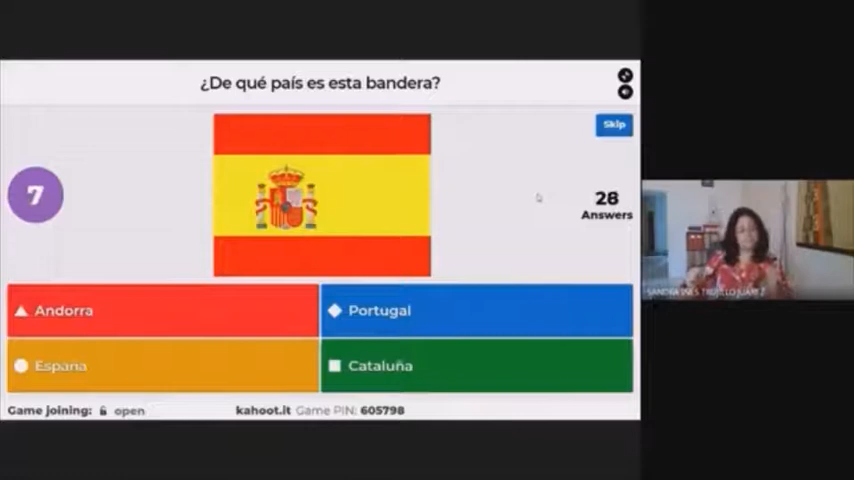 ¿De qué país es esta bandera?
Skip
7
28
Answers
Andorra
Portugal
España
Cataluña
Game joining: open
kahoot.it Game PIN: 605798